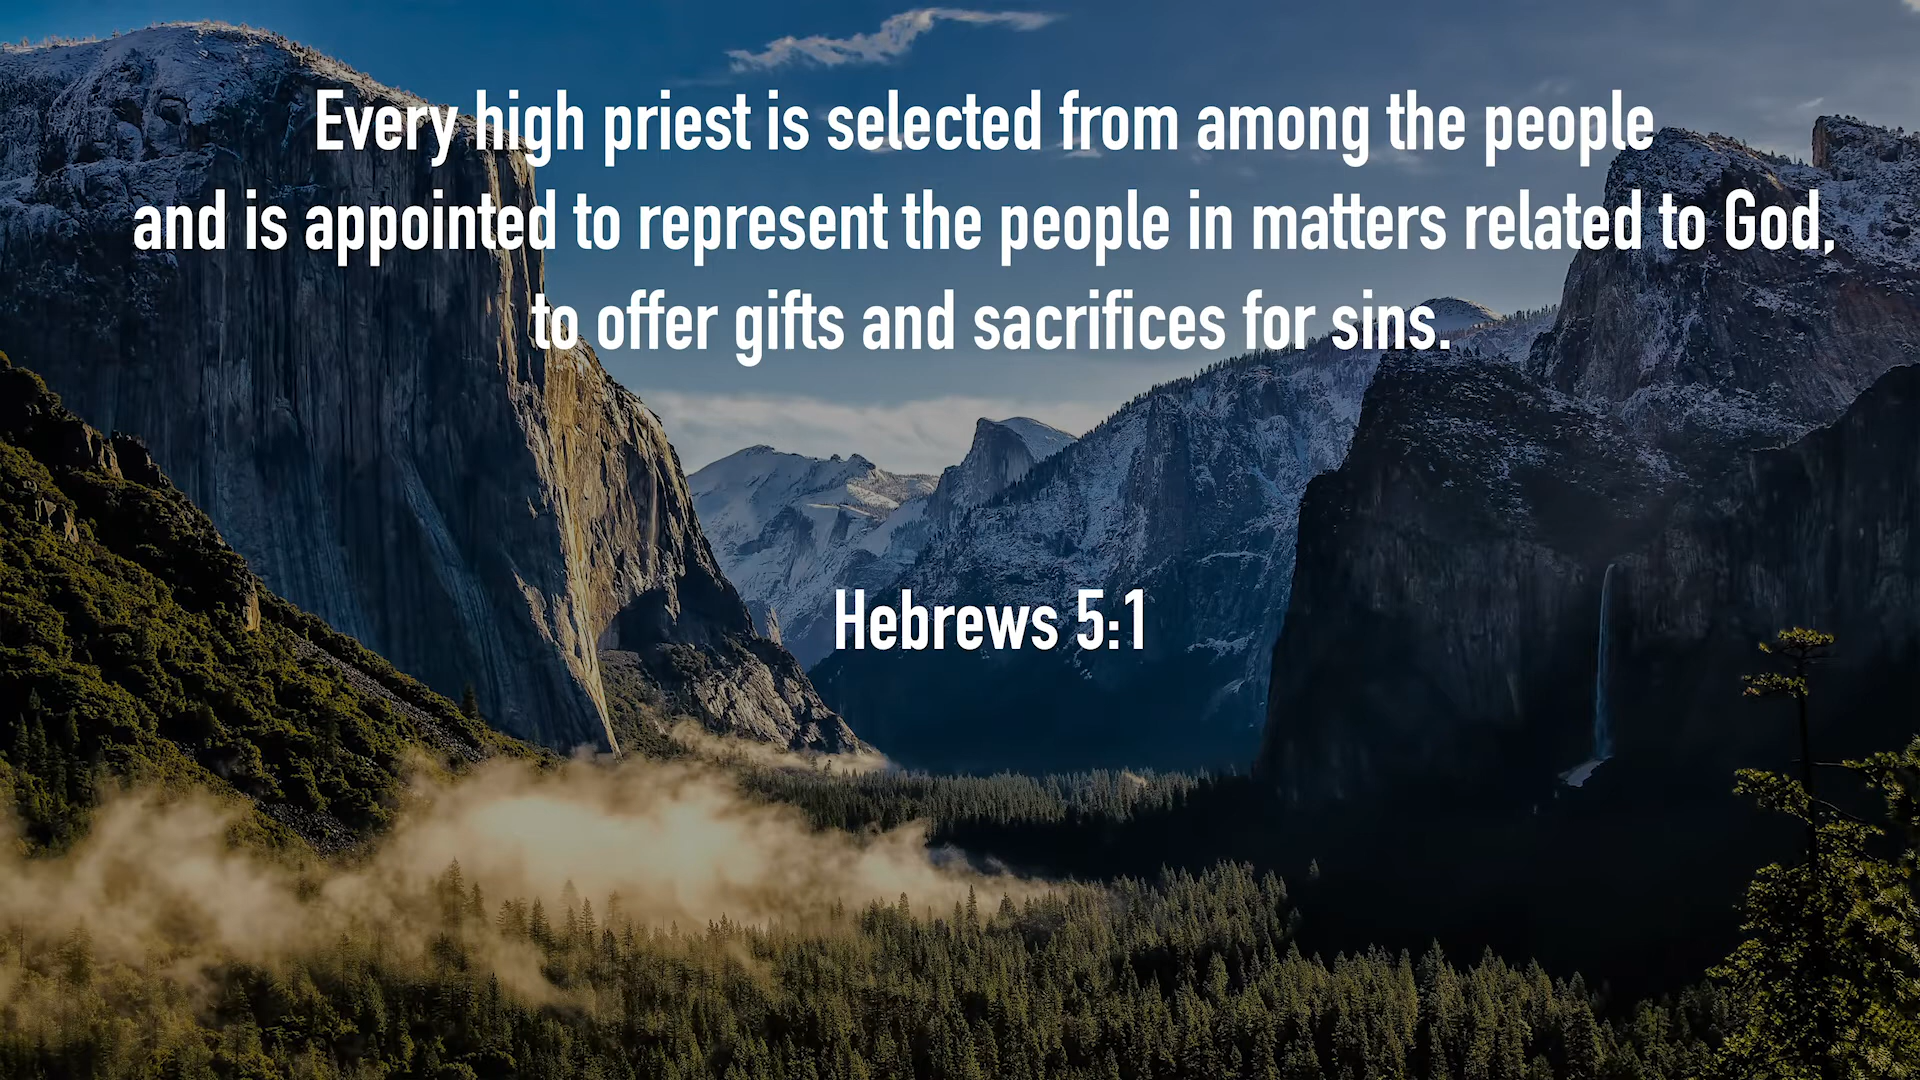 Every high priest is selected from among the people
and is appointed to represent the people in matters related to God,
to offer gifts and sacrifices for sins.
Hebrews 5:1